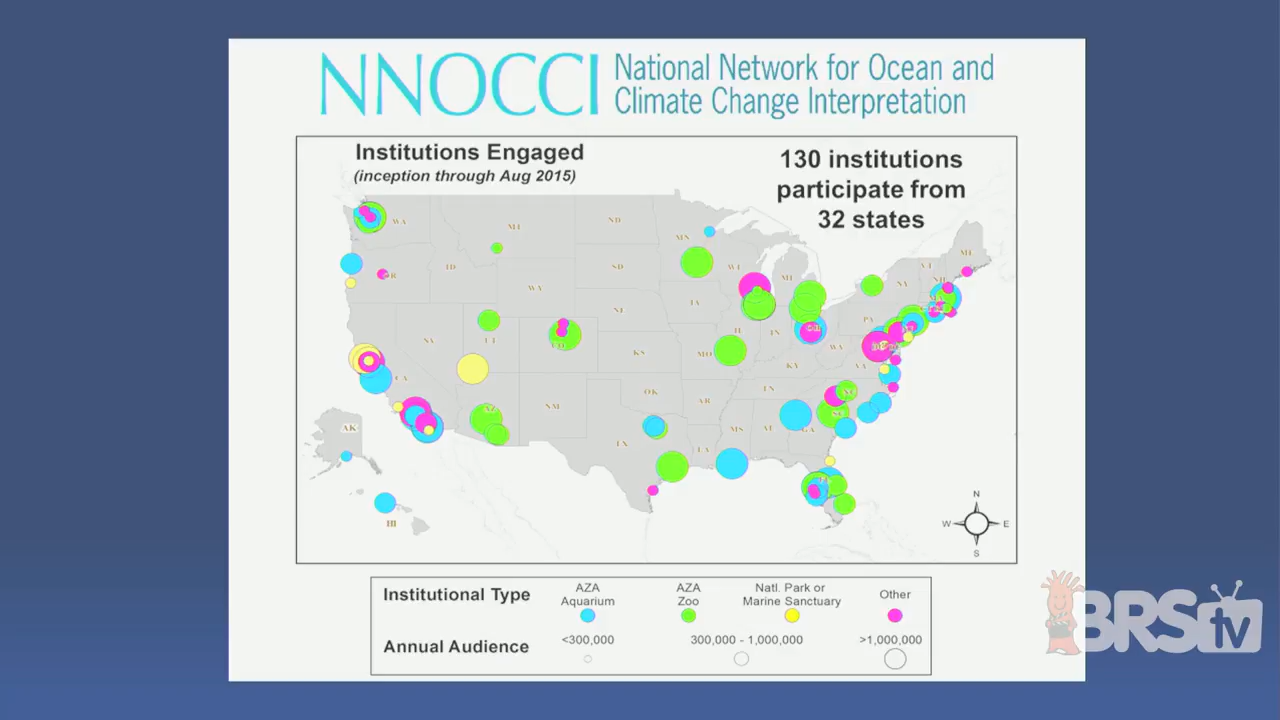 NNOCCI
National Network for Ocean and
Climate Change Interpretation
Institutions Engaged
(inception through Aug 2015)
130 institutions
participate from
32 states
WA
MT
ND
MN
ME
ID
SD
WI
MI
VT
NH
OR
WY
IA
NY
MA
NE
PA
NV
UT
CO
IL
IN
OH
KS
MO
KY
WV
VA
DC
CA
AZ
NM
OK
AR
TN
NC
SC
TX
LA
MS
AL
GA
FL
AK
HI
N
W
E
S
Institutional Type
AZA
Aquarium
AZA
Zoo
Natl. Park or
Marine Sanctuary
Other
Annual Audience
<300,000
300,000 - 1,000,000
>1,000,000
BRStv